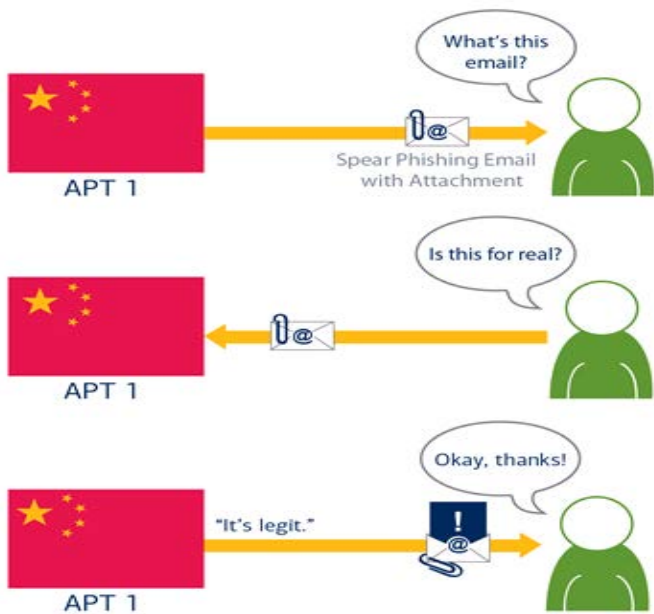 What's this
email?
@
Spear Phishing Email
with Attachment
APT 1
Is this for real?
@
APT 1
Okay, thanks!
"It's legit."
!
@
APT 1